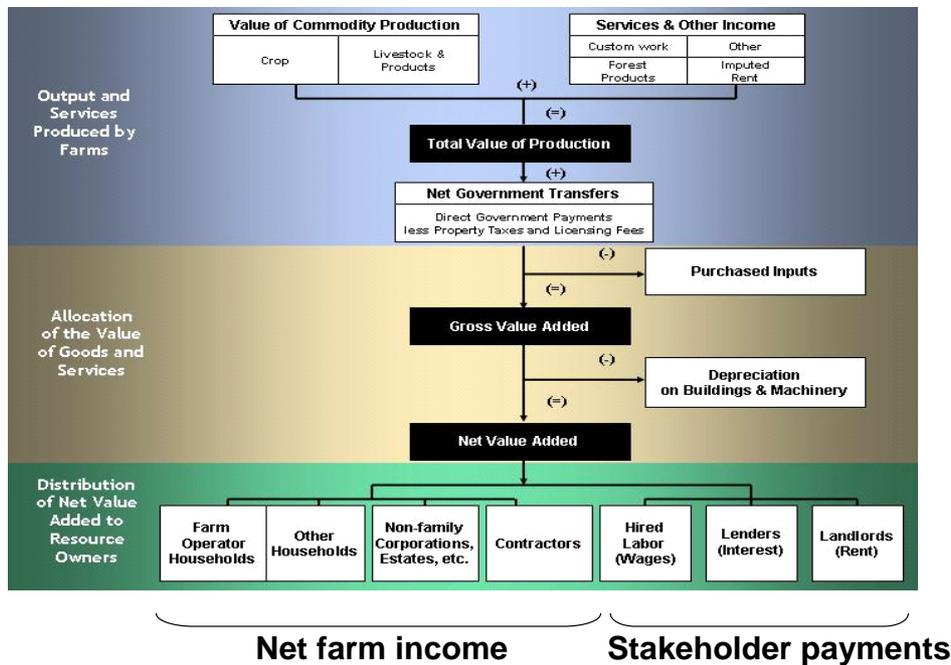 Value of Commodity Production
Crop
Livestock &
Products
Services & Other Income
Custom work
Other
Forest
Products
Imputed
Rent
(+)
(=)
Output and
Services
Produced by
Farms
Total Value of Production
(+)
Net Government Transfers
Direct Government Payments
less Property Taxes and Licensing Fees
(-)
Purchased Inputs
(=)
Allocation
of the Value
of Goods and
Services
Gross Value Added
(-)
Depreciation
on Buildings & Machinery
(=)
Net Value Added
Distribution
of Net Value
Added to
Resource
Owners
Farm
Operator
Households
Other
Households
Non-family
Corporations,
Estates, etc.
Contractors
Hired
Labor
(Wages)
Lenders
(Interest)
Landlords
(Rent)
Net farm income
Stakeholder payments